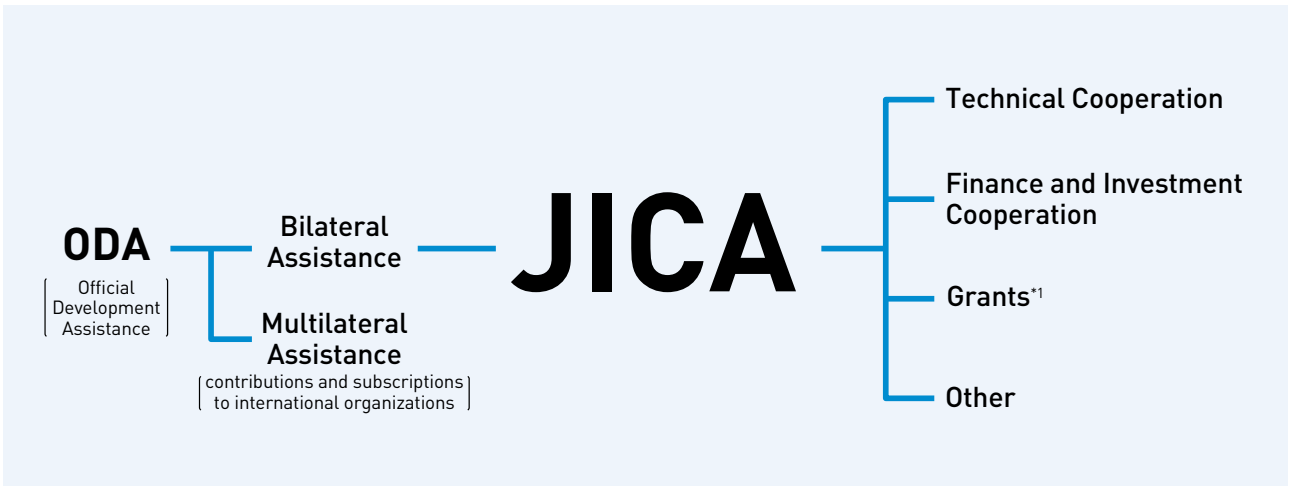 ODA
Official
Development
Assistance
Bilateral
Assistance
Multilateral
Assistance
contributions and subscriptions
to international organizations
JICA
Technical Cooperation
Finance and Investment
Cooperation
Grants*1
Other